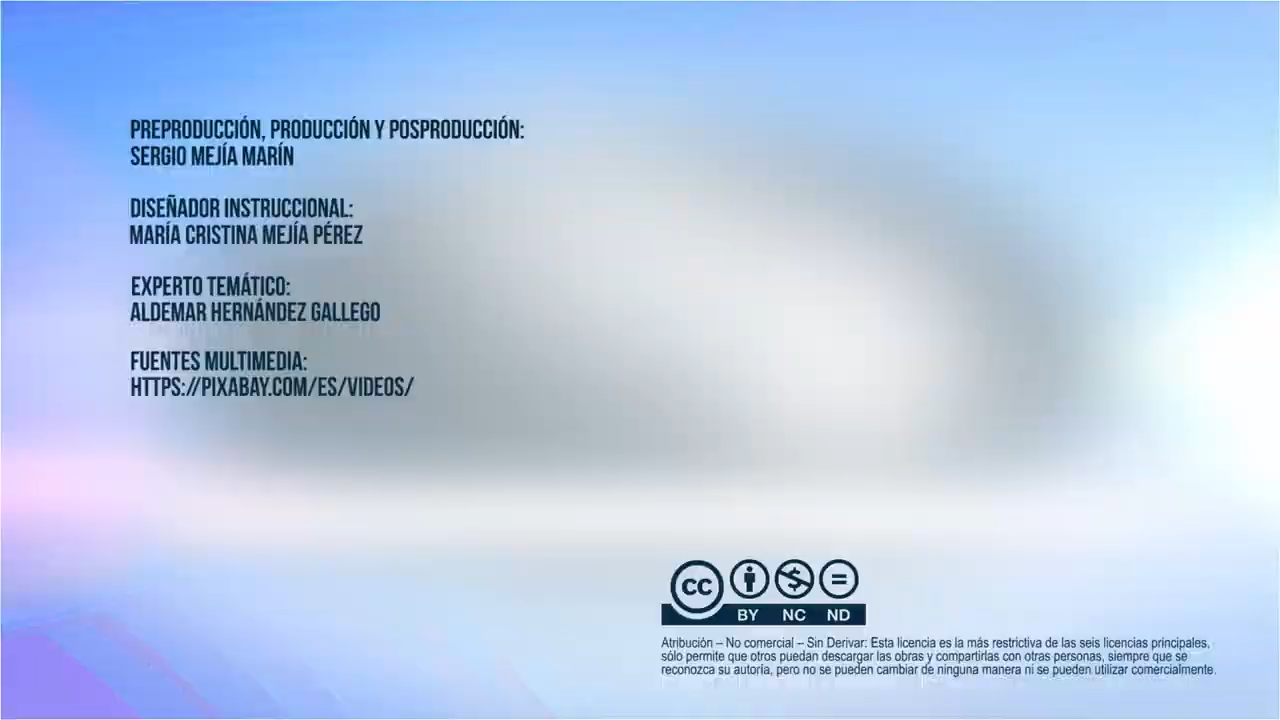 PREPRODUCCIÓN, PRODUCCIÓN Y POSPRODUCCIÓN:
SERGIO MEJÍA MARÍN
DISEÑADOR INSTRUCCIONAL:
MARÍA CRISTINA MEJÍA PÉREZ
EXPERTO TEMÁTICO:
ALDEMAR HERNÁNDEZ GALLEGO
FUENTES MULTIMEDIA:
HTTPS://PIXABAY.COM/ES/VIDEOS/
CC
BY NC ND
Atribución – No comercial – Sin Derivar: Esta licencia es la más restrictiva de las seis licencias principales,
sólo permite que otros puedan descargar las obras y compartirlas con otras personas, siempre que se
reconozca su autoría, pero no se pueden cambiar de ninguna manera ni se pueden utilizar comercialmente.